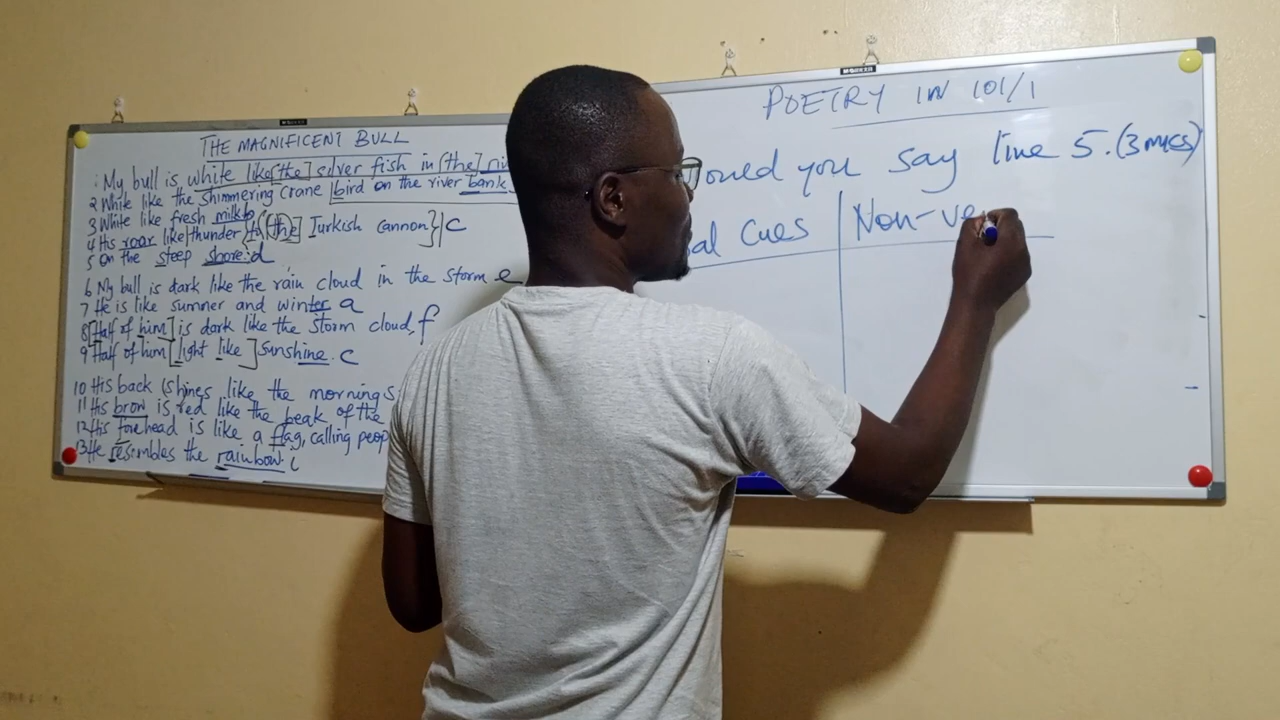 THE MAGNIFICENT BULL
1 My bull is white like [the] silver fish in [the]
2 White like the shimmering crane [bird on the river bank
3 White like fresh milk b
4 His roar like thunder to [the] Turkish cannon}| c
5 On the steep shore: d
6 My bull is dark like the rain cloud in the storm e
7 He is like summer and winter a
8 [Half of him] is dark like the storm cloud, f
9 Half of him [light like] Sunshine. c
10 His back (shines like the morning s
11 His brow is red like the beak of the
12 His forehead is like a flag, calling peop
13 He resembles the rainbow. i
WORKER
POETRY IN 101/1
ould you say line 5. (3 mks)
bal Cues
Non-ve